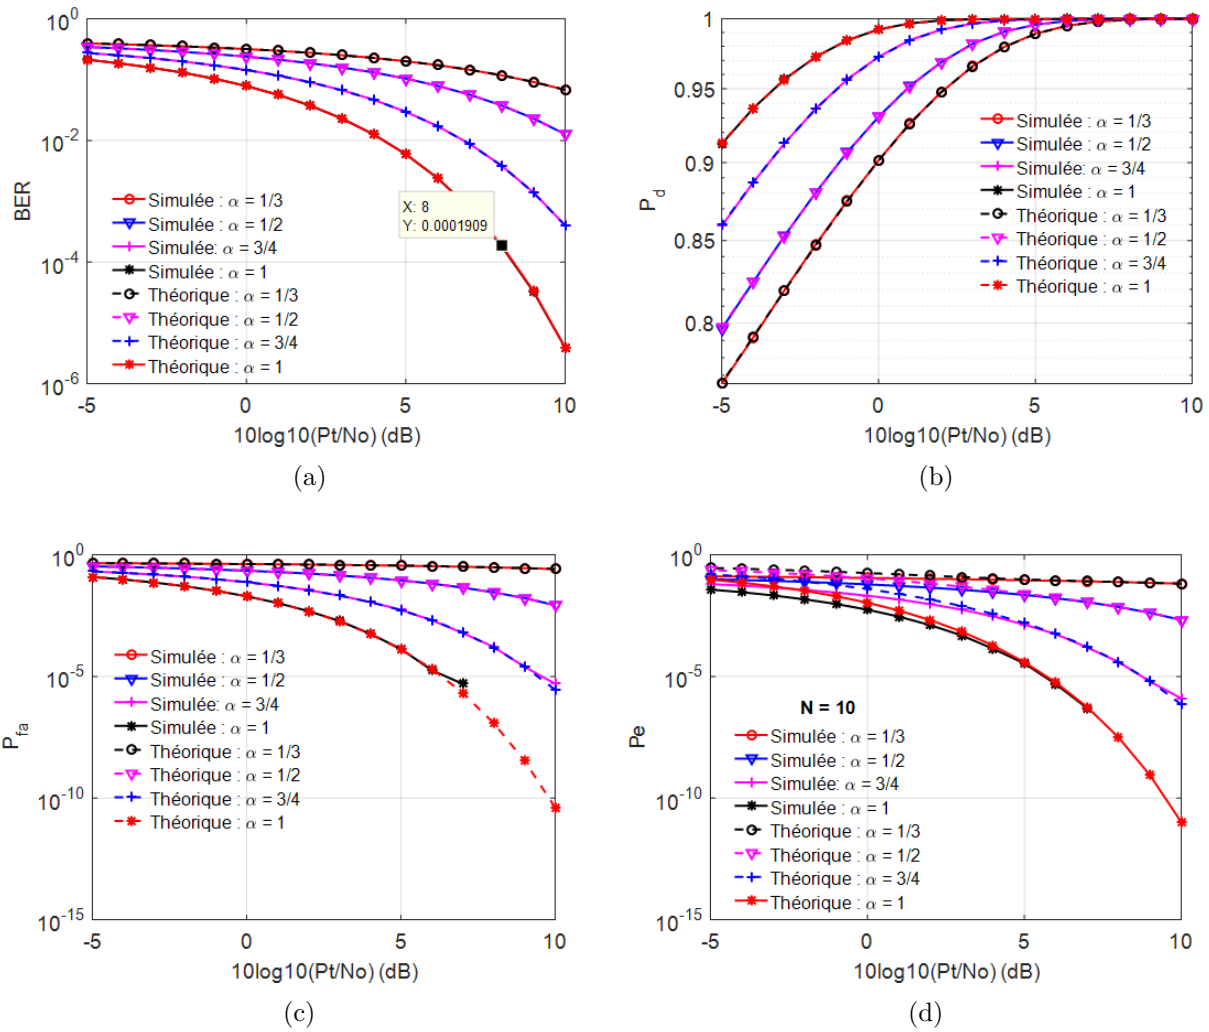 10^0
10^-2
10^-4
10^-6
BER
Simulée : α = 1/3
Simulée : α = 1/2
Simulée: α = 3/4
Simulée : α = 1
Théorique : α = 1/3
Théorique : α = 1/2
Théorique : α = 3/4
Théorique : α = 1
X: 8
Y: 0.0001909
-5 0 5 10
10log10(Pt/No) (dB)
(a)
1
0.95
0.9
0.85
0.8
P_d
Simulée : α = 1/3
Simulée : α = 1/2
Simulée : α = 3/4
Simulée : α = 1
Théorique : α = 1/3
Théorique : α = 1/2
Théorique : α = 3/4
Théorique : α = 1
-5 0 5 10
10log10(Pt/No) (dB)
(b)
10^0
10^-5
10^-10
10^-15
P_fa
Simulée : α = 1/3
Simulée : α = 1/2
Simulée: α = 3/4
Simulée : α = 1
Théorique : α = 1/3
Théorique : α = 1/2
Théorique : α = 3/4
Théorique : α = 1
-5 0 5 10
10log10(Pt/No) (dB)
(c)
10^0
10^-5
10^-10
10^-15
Pe
N = 10
Simulée : α = 1/3
Simulée : α = 1/2
Simulée: α = 3/4
Simulée : α = 1
Théorique : α = 1/3
Théorique : α = 1/2
Théorique : α = 3/4
Théorique : α = 1
-5 0 5 10
10log10(Pt/No) (dB)
(d)